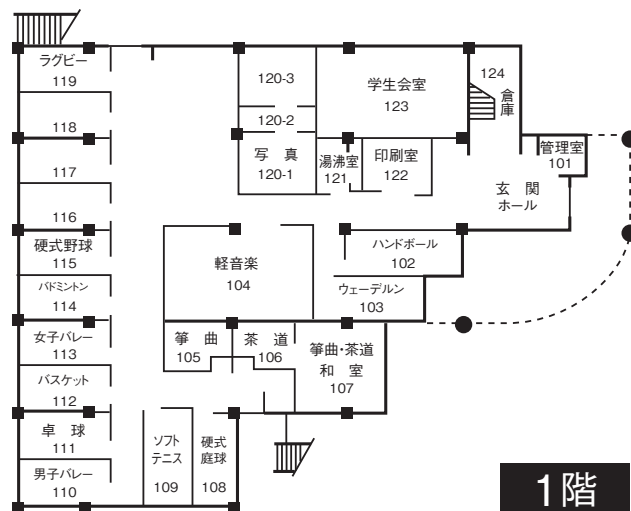 ラグビー
119
118
117
116
硬式野球
115
バドミントン
114
女子バレー
113
バスケット
112
卓 球
111
男子バレー
110
120-3
120-2
写 真
120-1
学生会室
123
124
倉庫
湯沸室
121
印刷室
122
管理室
101
玄 関
ホール
軽音楽
104
ハンドボール
102
ウェーデルン
103
箏 曲
105
茶 道
106
箏曲・茶道
和 室
107
ソフト
テニス
109
硬式
庭球
108
1階